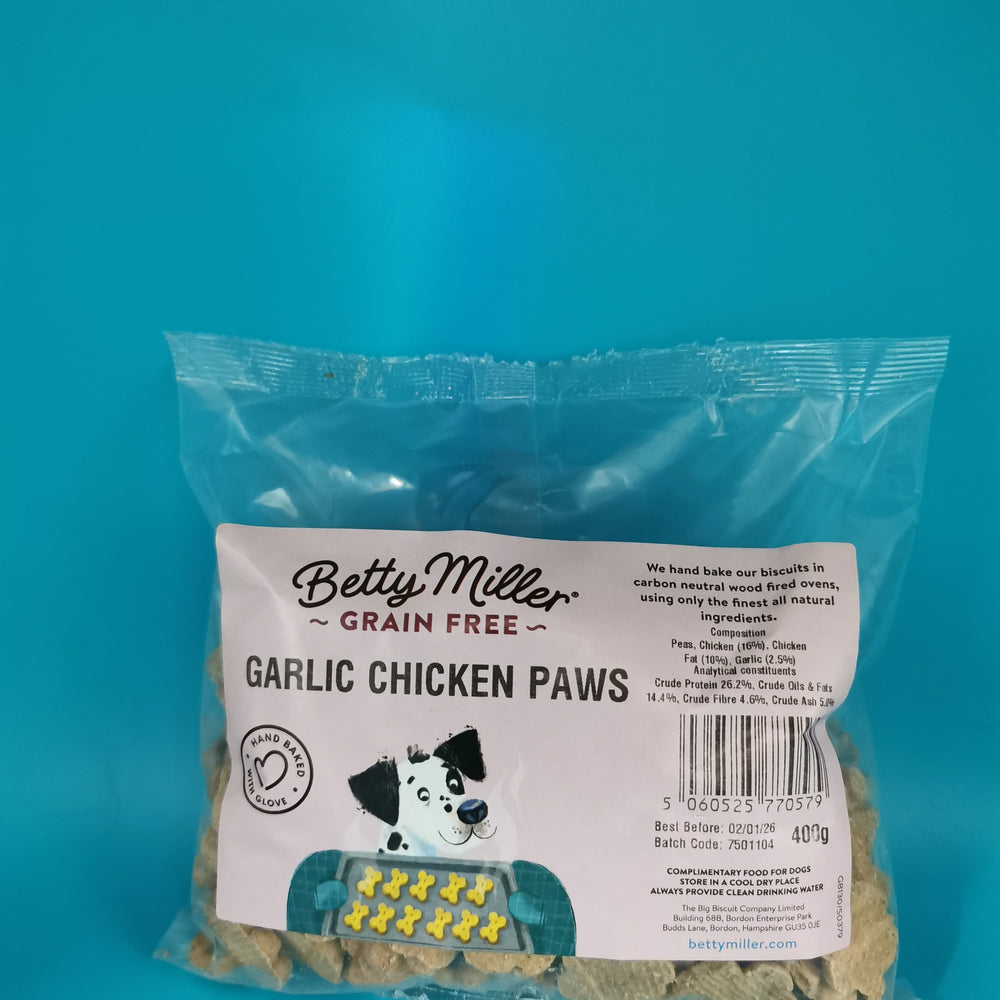 Betty Miller®
~ GRAIN FREE ~
GARLIC CHICKEN PAWS
HAND BAKED
WITH GLOVE
We hand bake our biscuits in
carbon neutral wood fired ovens,
using only the finest all natural
ingredients.
Composition
Peas, Chicken (16%), Chicken
Fat (10%), Garlic (2.5%)
Analytical constituents
Crude Protein 26.2%, Crude Oils & Fats
14.4%, Crude Fibre 4.6%, Crude Ash 5.0%
5 060525 770579
Best Before: 02/01/26
Batch Code: 7501104
400g
COMPLIMENTARY FOOD FOR DOGS
STORE IN A COOL DRY PLACE
ALWAYS PROVIDE CLEAN DRINKING WATER
The Big Biscuit Company Limited
Building 68B, Bordon Enterprise Park
Budds Lane, Bordon, Hampshire GU35 0JE
bettymiller.com
GB130/50379